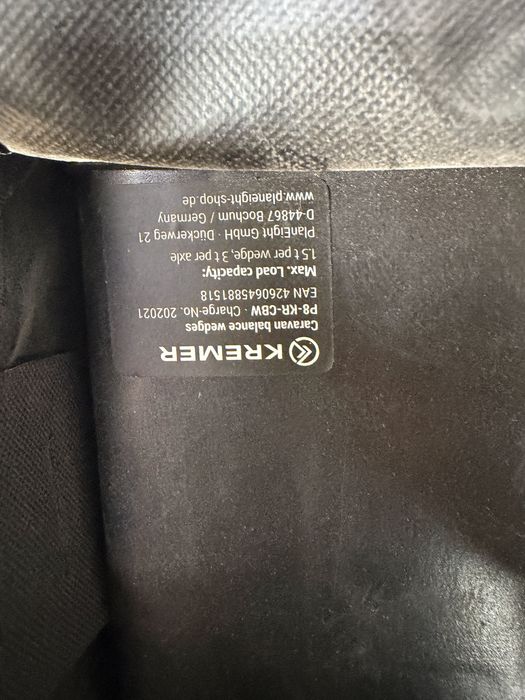 KREMER
Caravan balance wedges
P8-KR-CBW · Charge-No. 202021
EAN 4260645881518
Max. Load capacity:
1.5 t per wedge, 3 t per axle
PlanEight GmbH · Dückerweg 21
D-44867 Bochum / Germany
www.planeight-shop.de